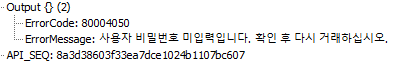 Output {} (2)
ErrorCode: 80004050
ErrorMessage: 사용자 비밀번호 미입력입니다. 확인 후 다시 거래하십시오.
API_SEQ: 8a3d38603f33ea7dce1024b1107bc607